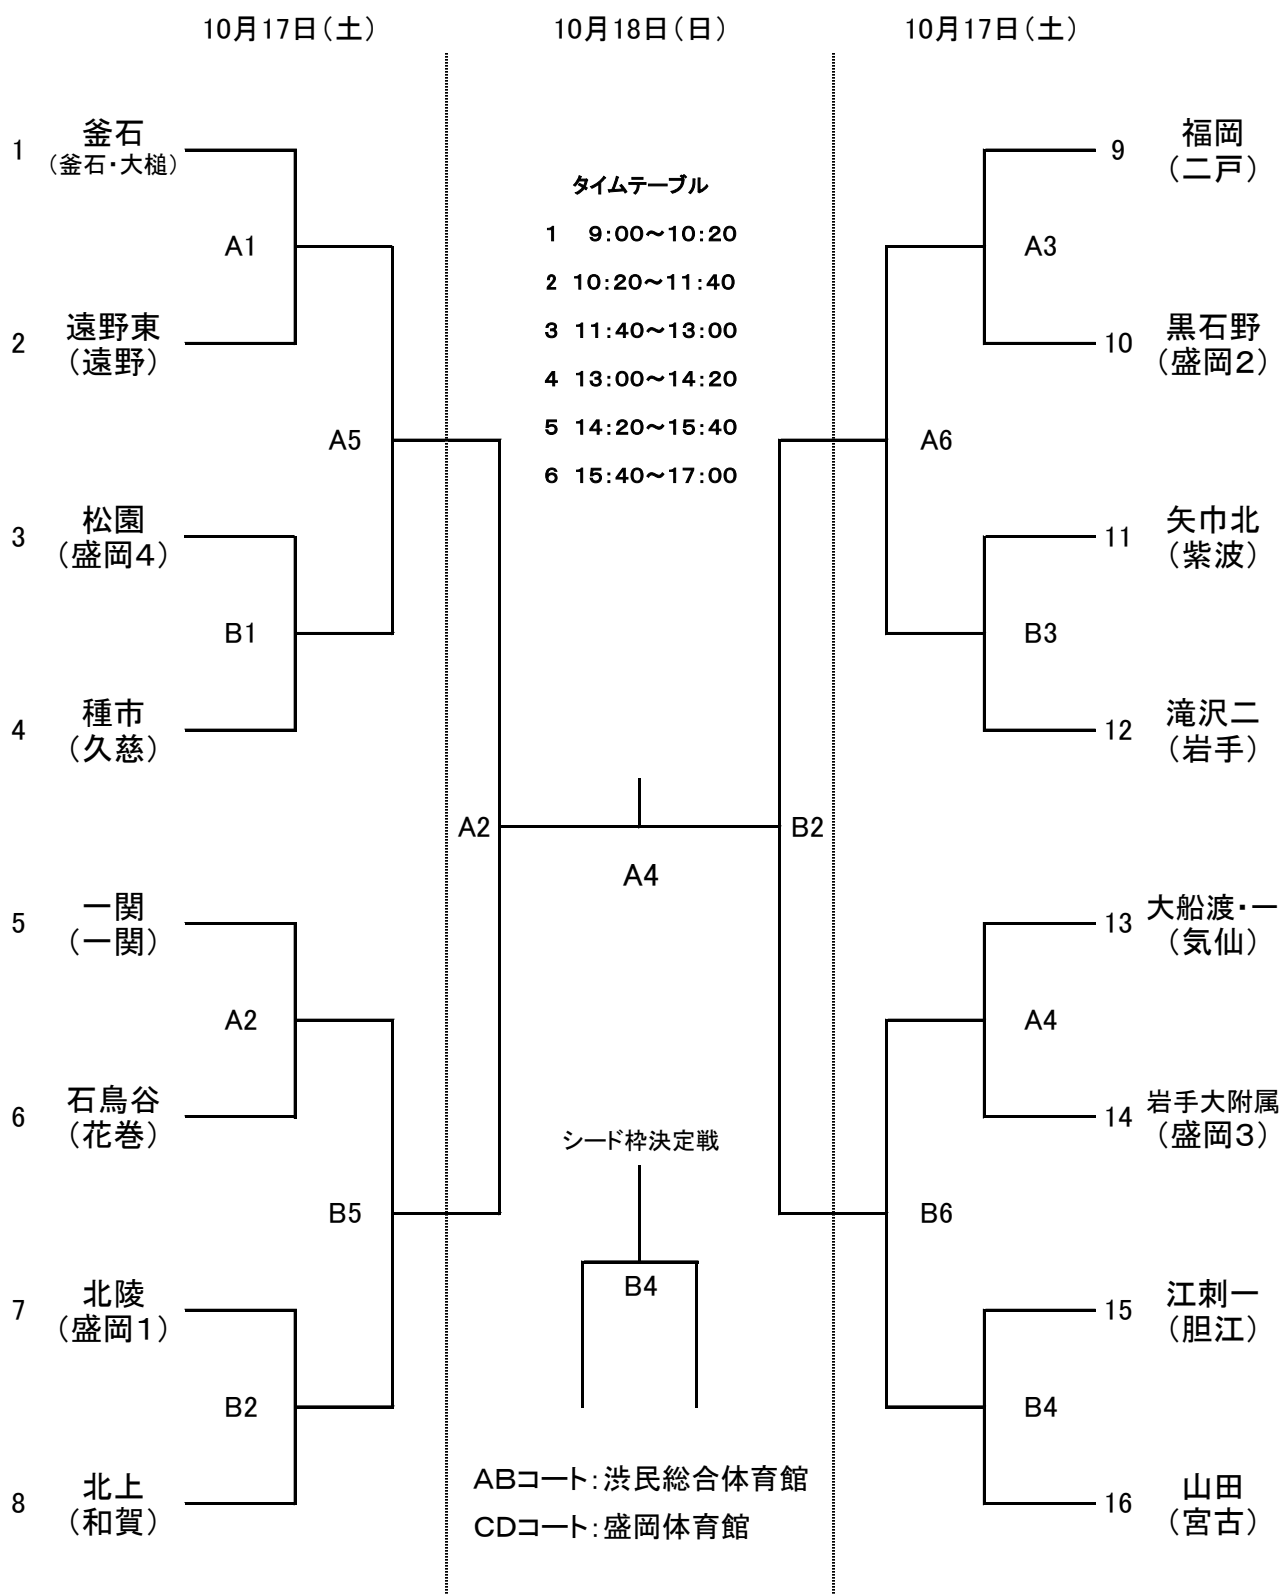 10月17日（土）
10月18日（日）
10月17日（土）
1
釜石
（釜石・大槌）
A1
2
遠野東
（遠野）
A5
3
松園
（盛岡４）
B1
4
種市
（久慈）
A2
5
一関
（一関）
A2
6
石鳥谷
（花巻）
B5
7
北陵
（盛岡１）
B2
8
北上
（和賀）
タイムテーブル
1 9:00～10:20
2 10:20～11:40
3 11:40～13:00
4 13:00～14:20
5 14:20～15:40
6 15:40～17:00
A4
シード枠決定戦
B4
ABコート：渋民総合体育館
CDコート：盛岡体育館
9
福岡
（二戸）
A3
10
黒石野
（盛岡２）
A6
11
矢巾北
（紫波）
B3
12
滝沢二
（岩手）
B2
13
大船渡・一
（気仙）
A4
14
岩手大附属
（盛岡３）
B6
15
江刺一
（胆江）
B4
16
山田
（宮古）